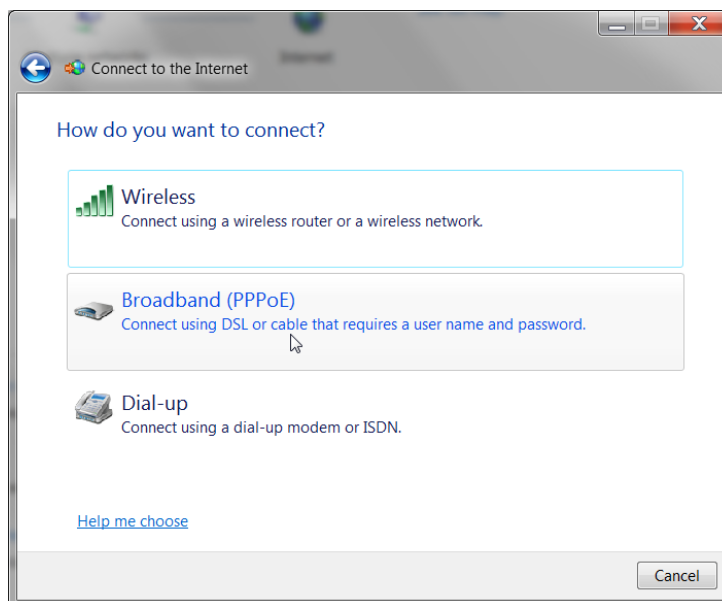 Connect to the Internet
How do you want to connect?
Wireless
Connect using a wireless router or a wireless network.
Broadband (PPPoE)
Connect using DSL or cable that requires a user name and password.
Dial-up
Connect using a dial-up modem or ISDN.
Help me choose
Cancel